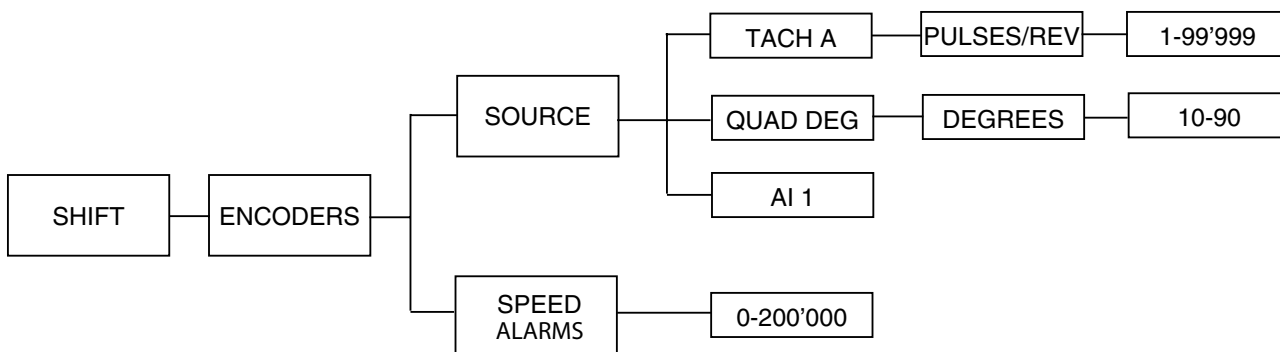 TACH A
PULSES/REV
1-99'999
SOURCE
QUAD DEG
DEGREES
10-90
AI 1
SHIFT
ENCODERS
SPEED
ALARMS
0-200'000